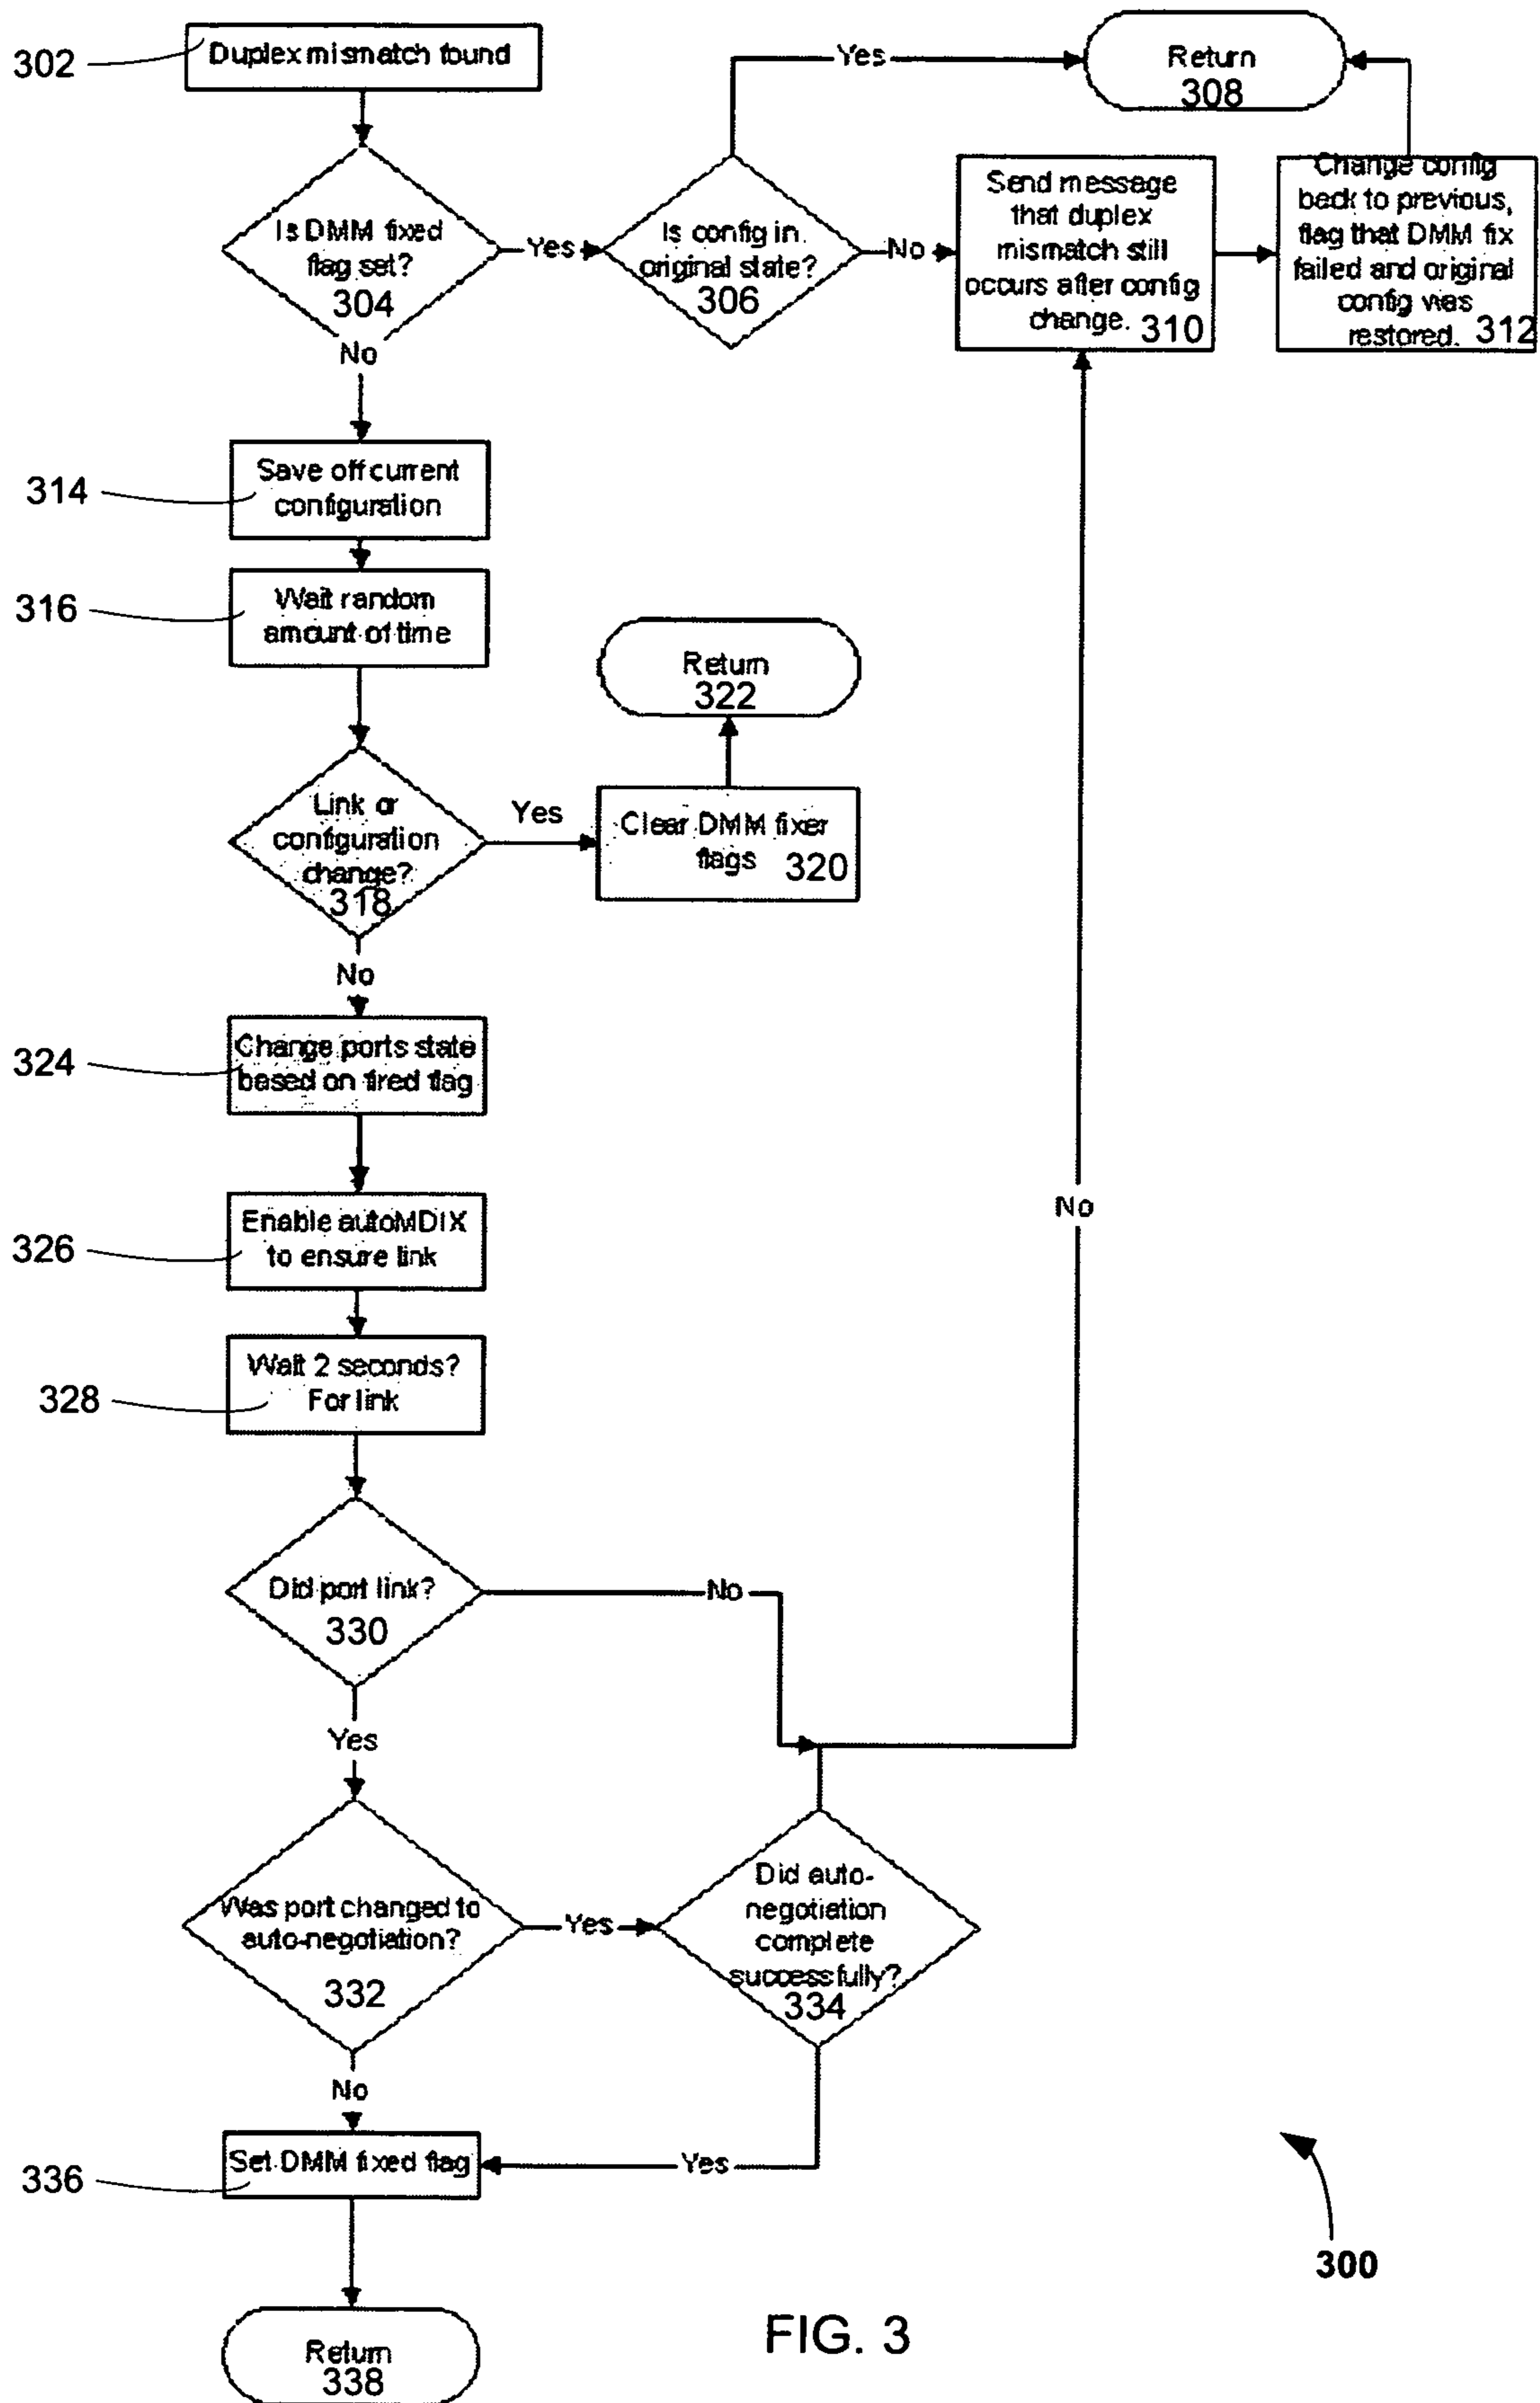 302
Duplex mismatch found
Yes
Return
308
Is DMM fixed
flag set?
304
Yes
Is config in
original state?
306
No
Send message
that duplex
mismatch still
occurs after config
change. 310
Change config
back to previous,
flag that DMM fix
failed and original
config was
restored. 312
No
314
Save off current
configuration
316
Wait random
amount of time
Return
322
Link or
configuration
change?
318
Yes
Clear DMM fixer
flags 320
No
324
Change ports state
based on fired flag
326
Enable autoMDIX
to ensure link
No
328
Wait 2 seconds?
For link
Did port link?
330
No
Yes
Was port changed to
auto-negotiation?
332
Yes
Did auto-
negotiation
complete
successfully?
334
No
336
Set DMM fixed flag
Yes
300
Return
338
FIG. 3